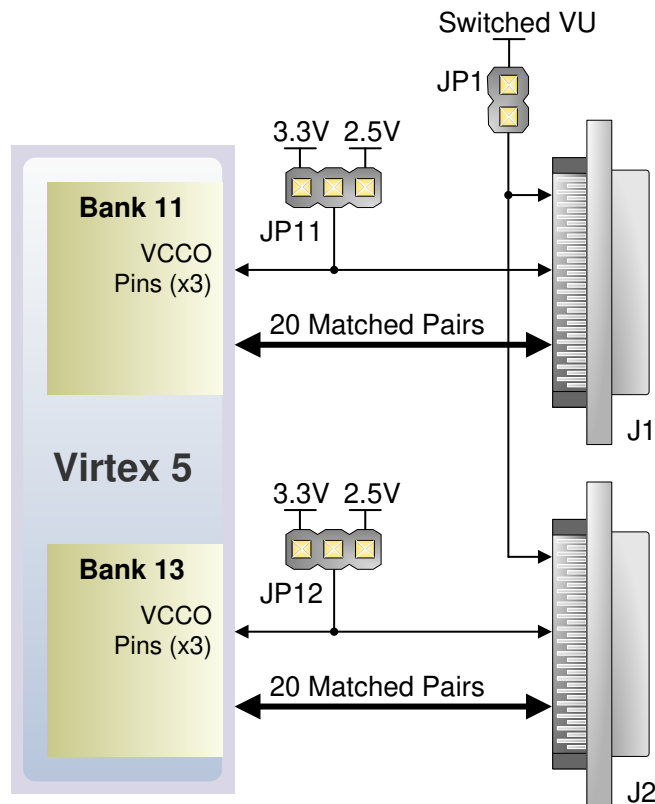 Switched VU
JP1
3.3V 2.5V
JP11
Bank 11
VCCO
Pins (x3)
20 Matched Pairs
J1
Virtex 5
3.3V 2.5V
JP12
Bank 13
VCCO
Pins (x3)
20 Matched Pairs
J2